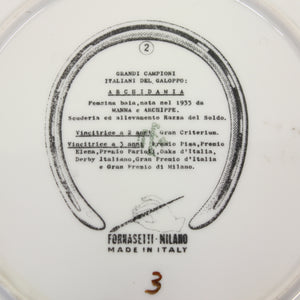 2
GRANDI CAMPIONI
ITALIANI DEL GALOPPO:
ARCHIDAMIA
Femmina baia, nata nel 1933 da
MANNA e ARCHIPPE.
Scuderia ed allevamento Razza del Soldo.
Vincitrice a 2 anni: Gran Criterium.
Vincitrice a 3 anni: Premio Pisa, Premio
Elena, Premio Parioli, Oaks d'Italia,
Derby Italiano, Gran Premio d'Italia
e Gran Premio di Milano.
FORNASETTI-MILANO
MADE IN ITALY
3